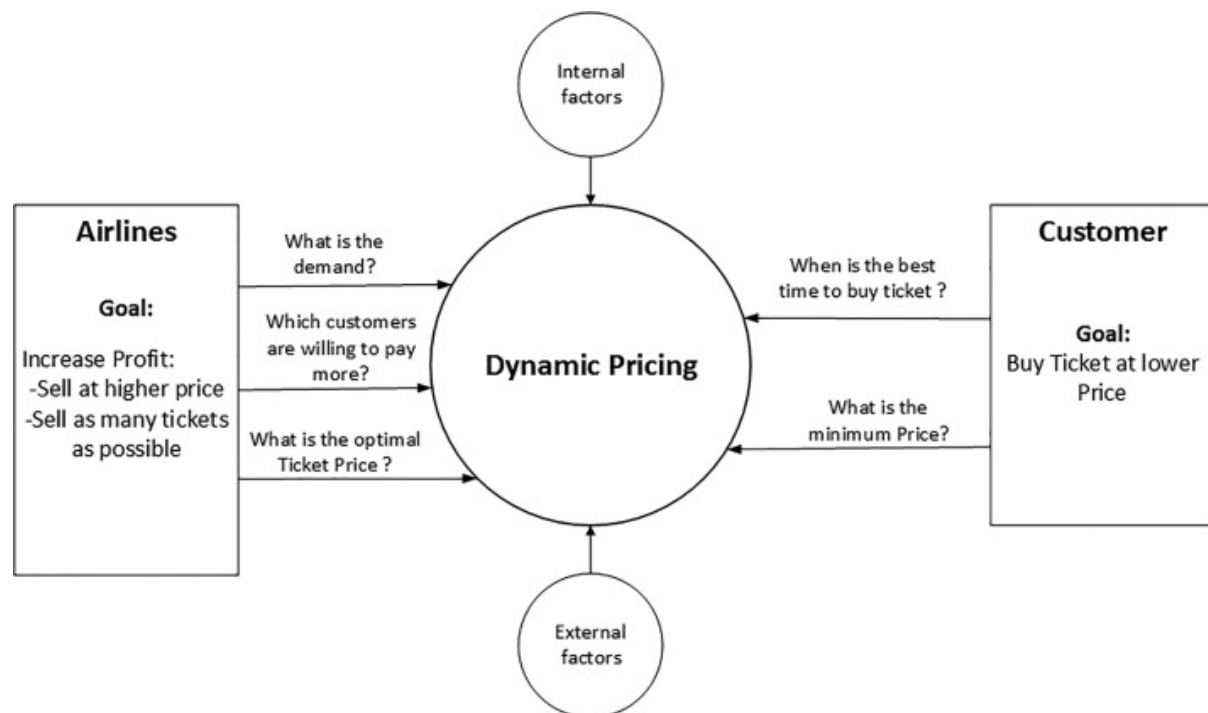 Internal
factors
Airlines
Goal:
Increase Profit:
-Sell at higher price
-Sell as many tickets
as possible
What is the
demand?
Which customers
are willing to pay
more?
What is the optimal
Ticket Price ?
Dynamic Pricing
When is the best
time to buy ticket ?
What is the
minimum Price?
Customer
Goal:
Buy Ticket at lower
Price
External
factors